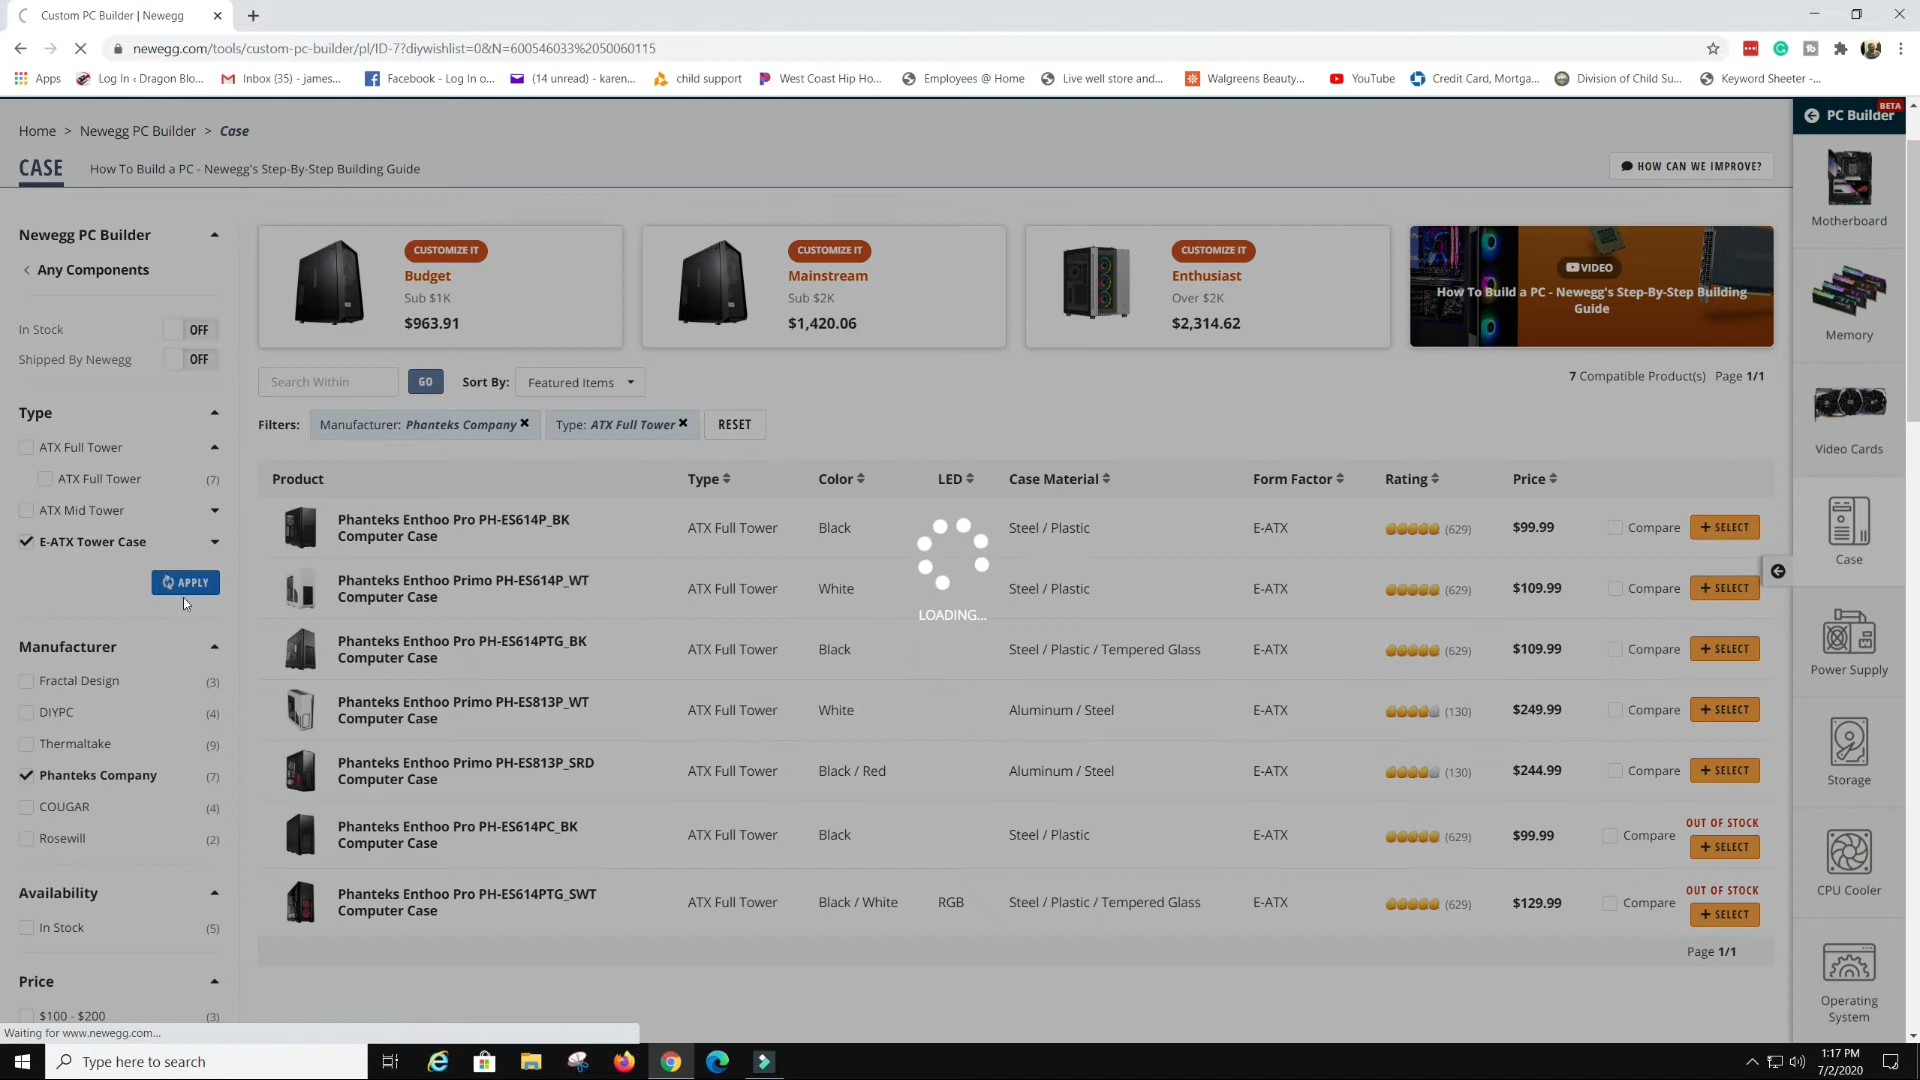 Custom PC Builder | Newegg
newegg.com/tools/custom-pc-builder/pl/ID-7?diywishlist=0&N=600546033%2050060115
Apps
Log In ‹ Dragon Blo...
Inbox (35) - james...
Facebook - Log In o...
(14 unread) - karen...
child support
West Coast Hip Ho...
Employees @ Home
Live well store and...
Walgreens Beauty...
YouTube
Credit Card, Mortga...
Division of Child Su...
Keyword Sheeter -...
Home > Newegg PC Builder > Case
BETA
PC Builder
CASE
How To Build a PC - Newegg's Step-By-Step Building Guide
HOW CAN WE IMPROVE?
Newegg PC Builder
Any Components
In Stock OFF
Shipped By Newegg OFF
Type
ATX Full Tower
ATX Full Tower (7)
ATX Mid Tower
E-ATX Tower Case
APPLY
Manufacturer
Fractal Design (3)
DIYPC (4)
Thermaltake (9)
Phanteks Company (7)
COUGAR (4)
Rosewill (2)
Availability
In Stock (5)
Price
$100 - $200 (3)
CUSTOMIZE IT
Budget
Sub $1K
$963.91
CUSTOMIZE IT
Mainstream
Sub $2K
$1,420.06
CUSTOMIZE IT
Enthusiast
Over $2K
$2,314.62
VIDEO
How To Build a PC - Newegg's Step-By-Step Building
Guide
Search Within GO Sort By: Featured Items
7 Compatible Product(s) Page 1/1
Filters: Manufacturer: Phanteks Company Type: ATX Full Tower RESET
Product Type Color LED Case Material Form Factor Rating Price
Phanteks Enthoo Pro PH-ES614P_BK
Computer Case
ATX Full Tower Black Steel / Plastic E-ATX (629) $99.99 Compare + SELECT
Phanteks Enthoo Primo PH-ES614P_WT
Computer Case
ATX Full Tower White Steel / Plastic E-ATX (629) $109.99 Compare + SELECT
LOADING...
Phanteks Enthoo Pro PH-ES614PTG_BK
Computer Case
ATX Full Tower Black Steel / Plastic / Tempered Glass E-ATX (629) $109.99 Compare + SELECT
Phanteks Enthoo Primo PH-ES813P_WT
Computer Case
ATX Full Tower White Aluminum / Steel E-ATX (130) $249.99 Compare + SELECT
Phanteks Enthoo Primo PH-ES813P_SRD
Computer Case
ATX Full Tower Black / Red Aluminum / Steel E-ATX (130) $244.99 Compare + SELECT
Phanteks Enthoo Pro PH-ES614PC_BK
Computer Case
ATX Full Tower Black Steel / Plastic E-ATX (629) $99.99 Compare
OUT OF STOCK
+ SELECT
Phanteks Enthoo Pro PH-ES614PTG_SWT
Computer Case
ATX Full Tower Black / White RGB Steel / Plastic / Tempered Glass E-ATX (629) $129.99 Compare
OUT OF STOCK
+ SELECT
Page 1/1
Motherboard
Memory
Video Cards
Case
Power Supply
Storage
CPU Cooler
Operating
System
Waiting for www.newegg.com...
Type here to search
1:17 PM
7/2/2020